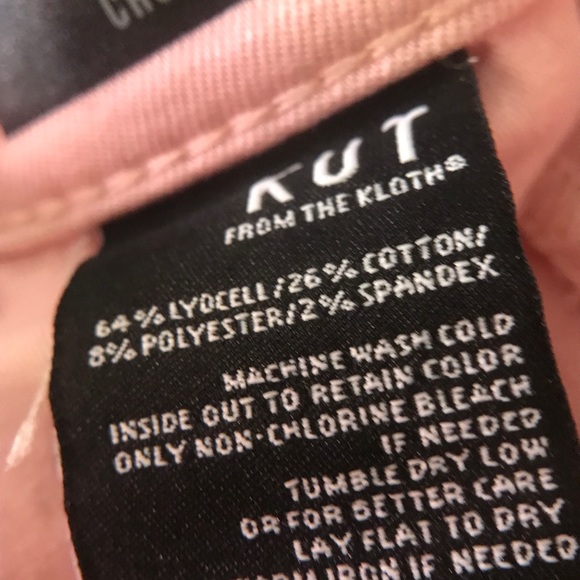 KUT
FROM THE KLOTH®
64% LYOCELL/26% COTTON/
8% POLYESTER/2% SPANDEX
MACHINE WASH COLD
INSIDE OUT TO RETAIN COLOR
ONLY NON-CHLORINE BLEACH
IF NEEDED
TUMBLE DRY LOW
OR FOR BETTER CARE
LAY FLAT TO DRY
IRON IF NEEDED